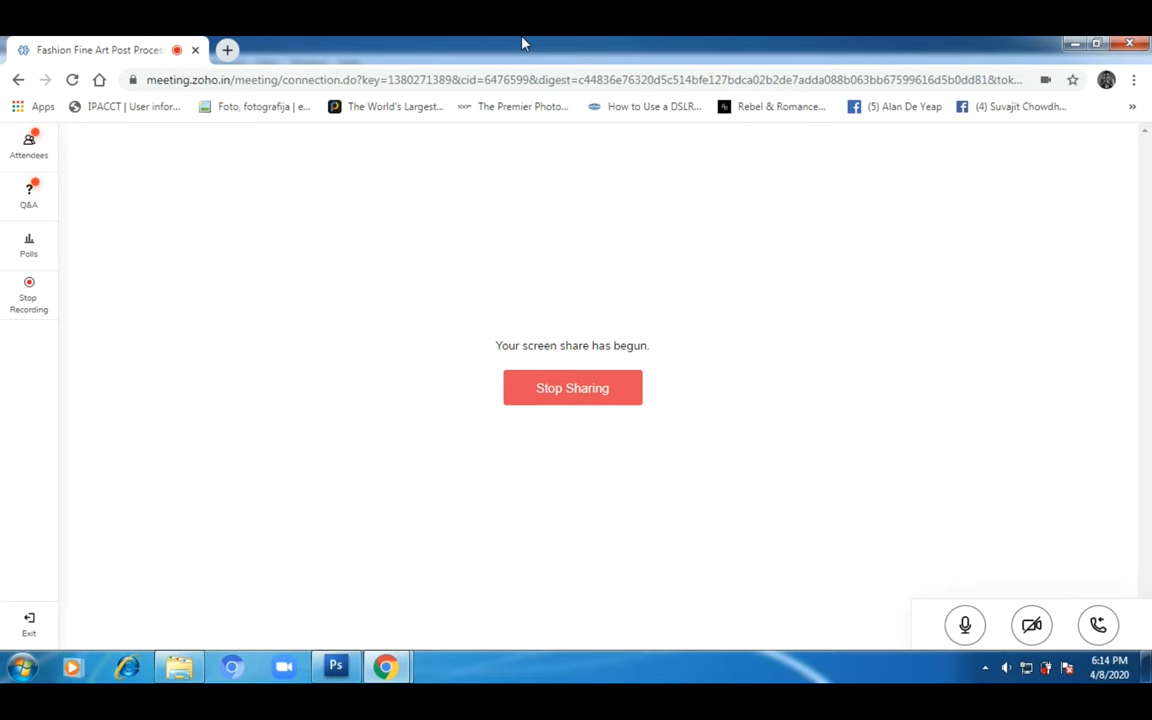 Fashion Fine Art Post Proces
meeting.zoho.in/meeting/connection.do?key=1380271389&cid=6476599&digest=c44836e76320d5c514bfe127bdca02b2de7adda088b063bb67599616d5b0dd81&tok...
Apps IPACCT | User infor... Foto, fotografija | e... The World's Largest... The Premier Photo... How to Use a DSLR... Rebel & Romance... (5) Alan De Yeap (4) Suvajit Chowdh... »
Attendees
Q&A
Polls
Stop
Recording
Your screen share has begun.
Stop Sharing
Exit
Ps
6:14 PM
4/8/2020